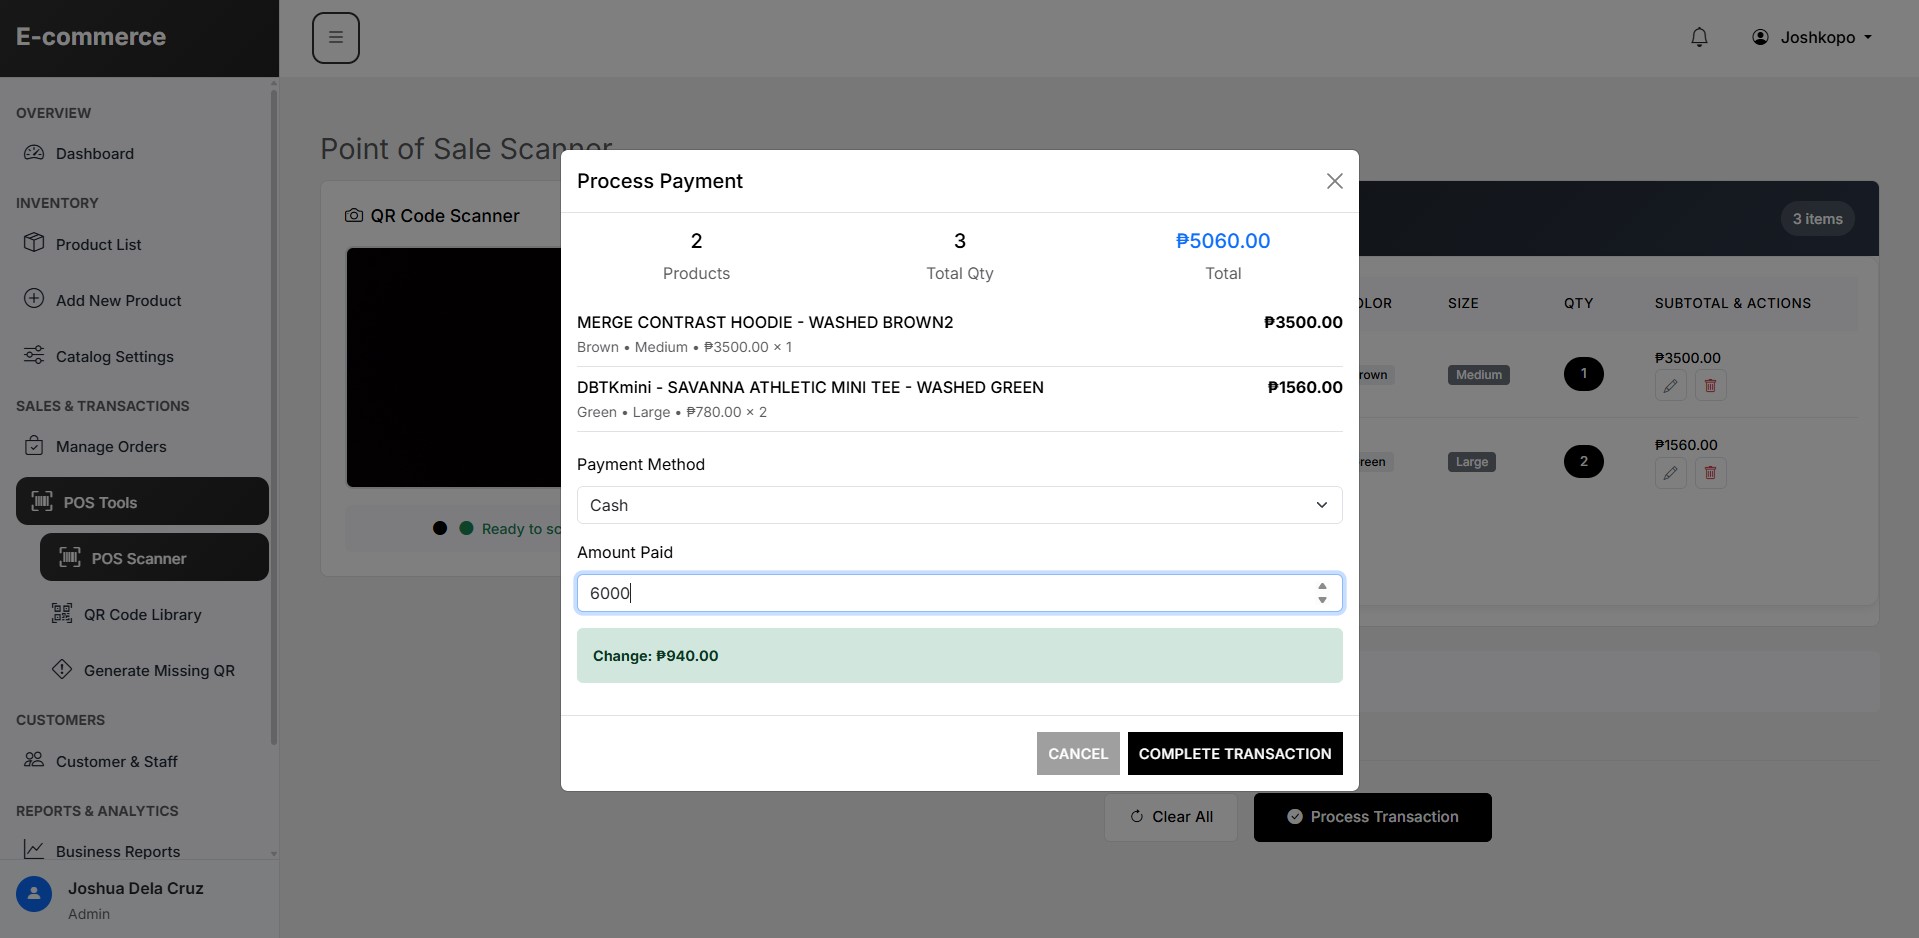 E-commerce
Joshkopo
OVERVIEW
Dashboard
INVENTORY
Product List
Add New Product
Catalog Settings
SALES & TRANSACTIONS
Manage Orders
POS Tools
POS Scanner
QR Code Library
Generate Missing QR
CUSTOMERS
Customer & Staff
REPORTS & ANALYTICS
Business Reports
Joshua Dela Cruz
Admin
Point of Sale Scanner
QR Code Scanner
Ready to sc
Process Payment
2
Products
3
Total Qty
₱5060.00
Total
MERGE CONTRAST HOODIE - WASHED BROWN2
₱3500.00
Brown • Medium • ₱3500.00 × 1
DBTKmini - SAVANNA ATHLETIC MINI TEE - WASHED GREEN
₱1560.00
Green • Large • ₱780.00 × 2
Payment Method
Cash
Amount Paid
6000
Change: ₱940.00
CANCEL
COMPLETE TRANSACTION
3 items
LOR SIZE QTY SUBTOTAL & ACTIONS
rown Medium 1 ₱3500.00
reen Large 2 ₱1560.00
Clear All
Process Transaction